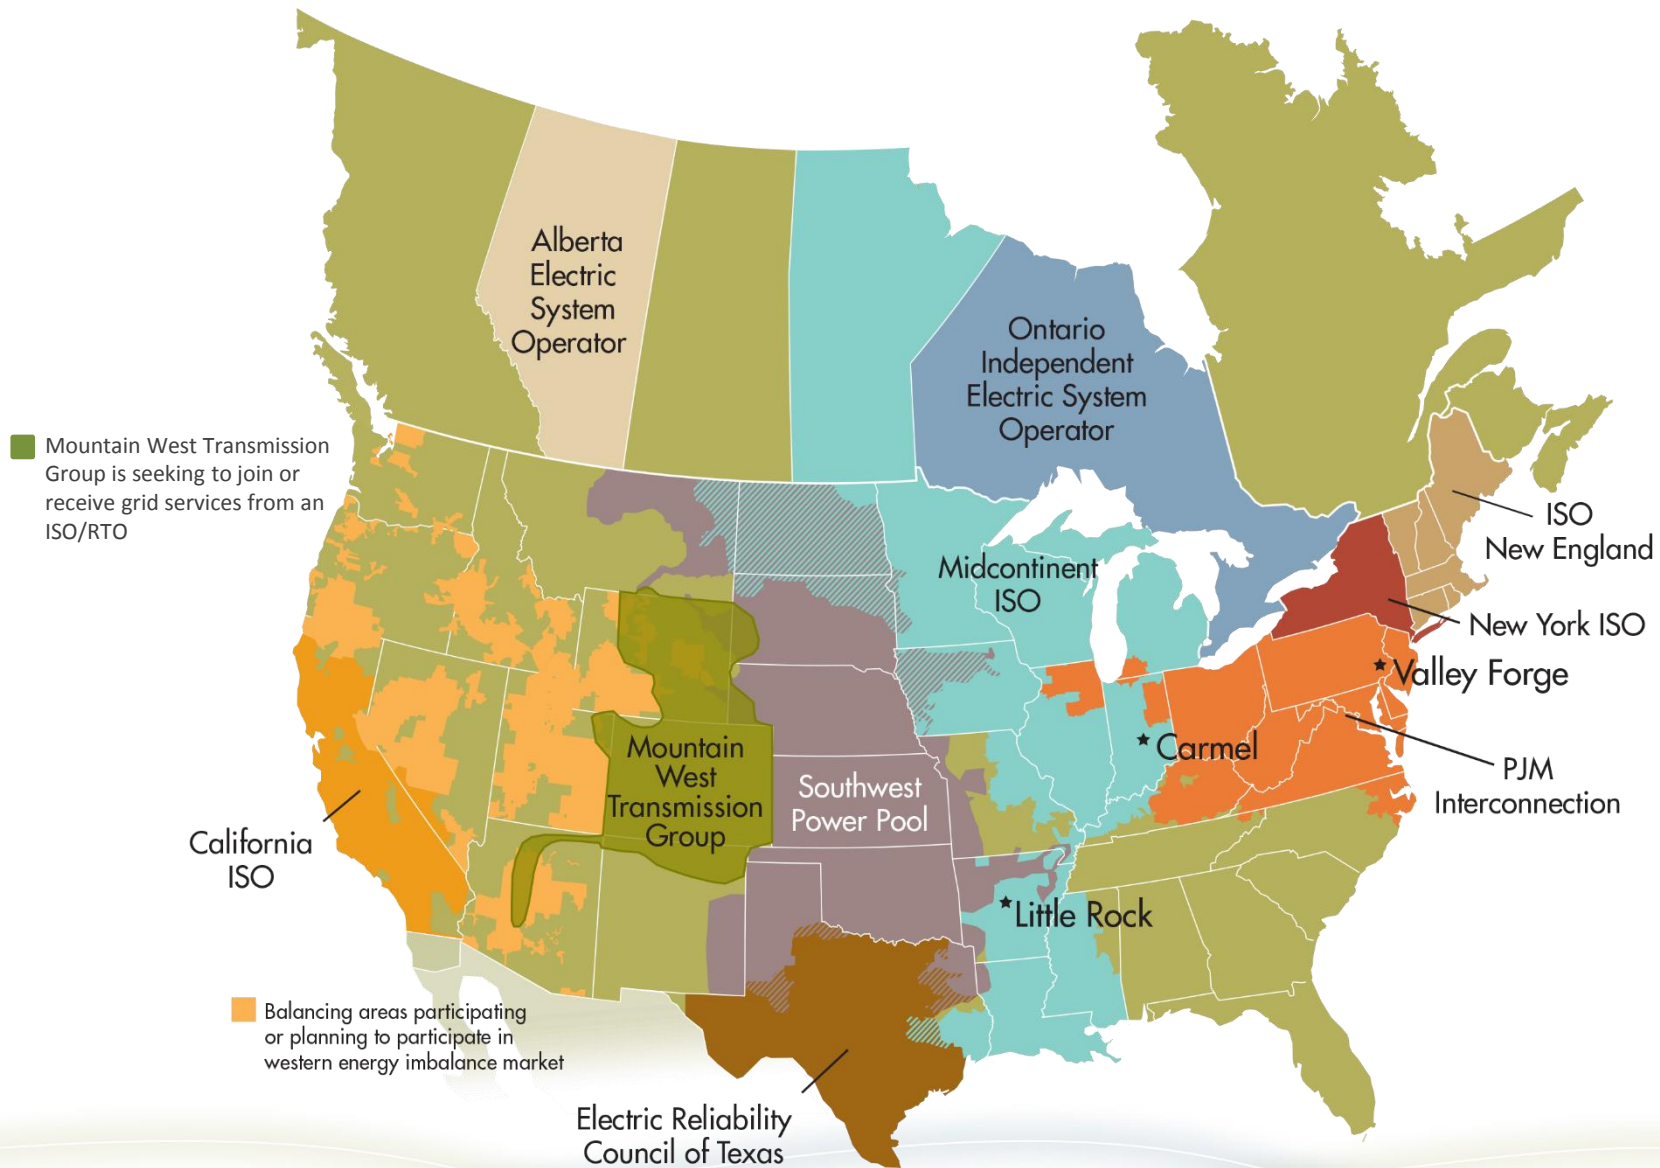 Alberta
Electric
System
Operator
Ontario
Independent
Electric System
Operator
Mountain West Transmission
Group is seeking to join or
receive grid services from an
ISO/RTO
ISO
New England
Midcontinent
ISO
New York ISO
Valley Forge
Carmel
PJM
Interconnection
Mountain
West
Transmission
Group
Southwest
Power Pool
California
ISO
Little Rock
Balancing areas participating
or planning to participate in
western energy imbalance market
Electric Reliability
Council of Texas